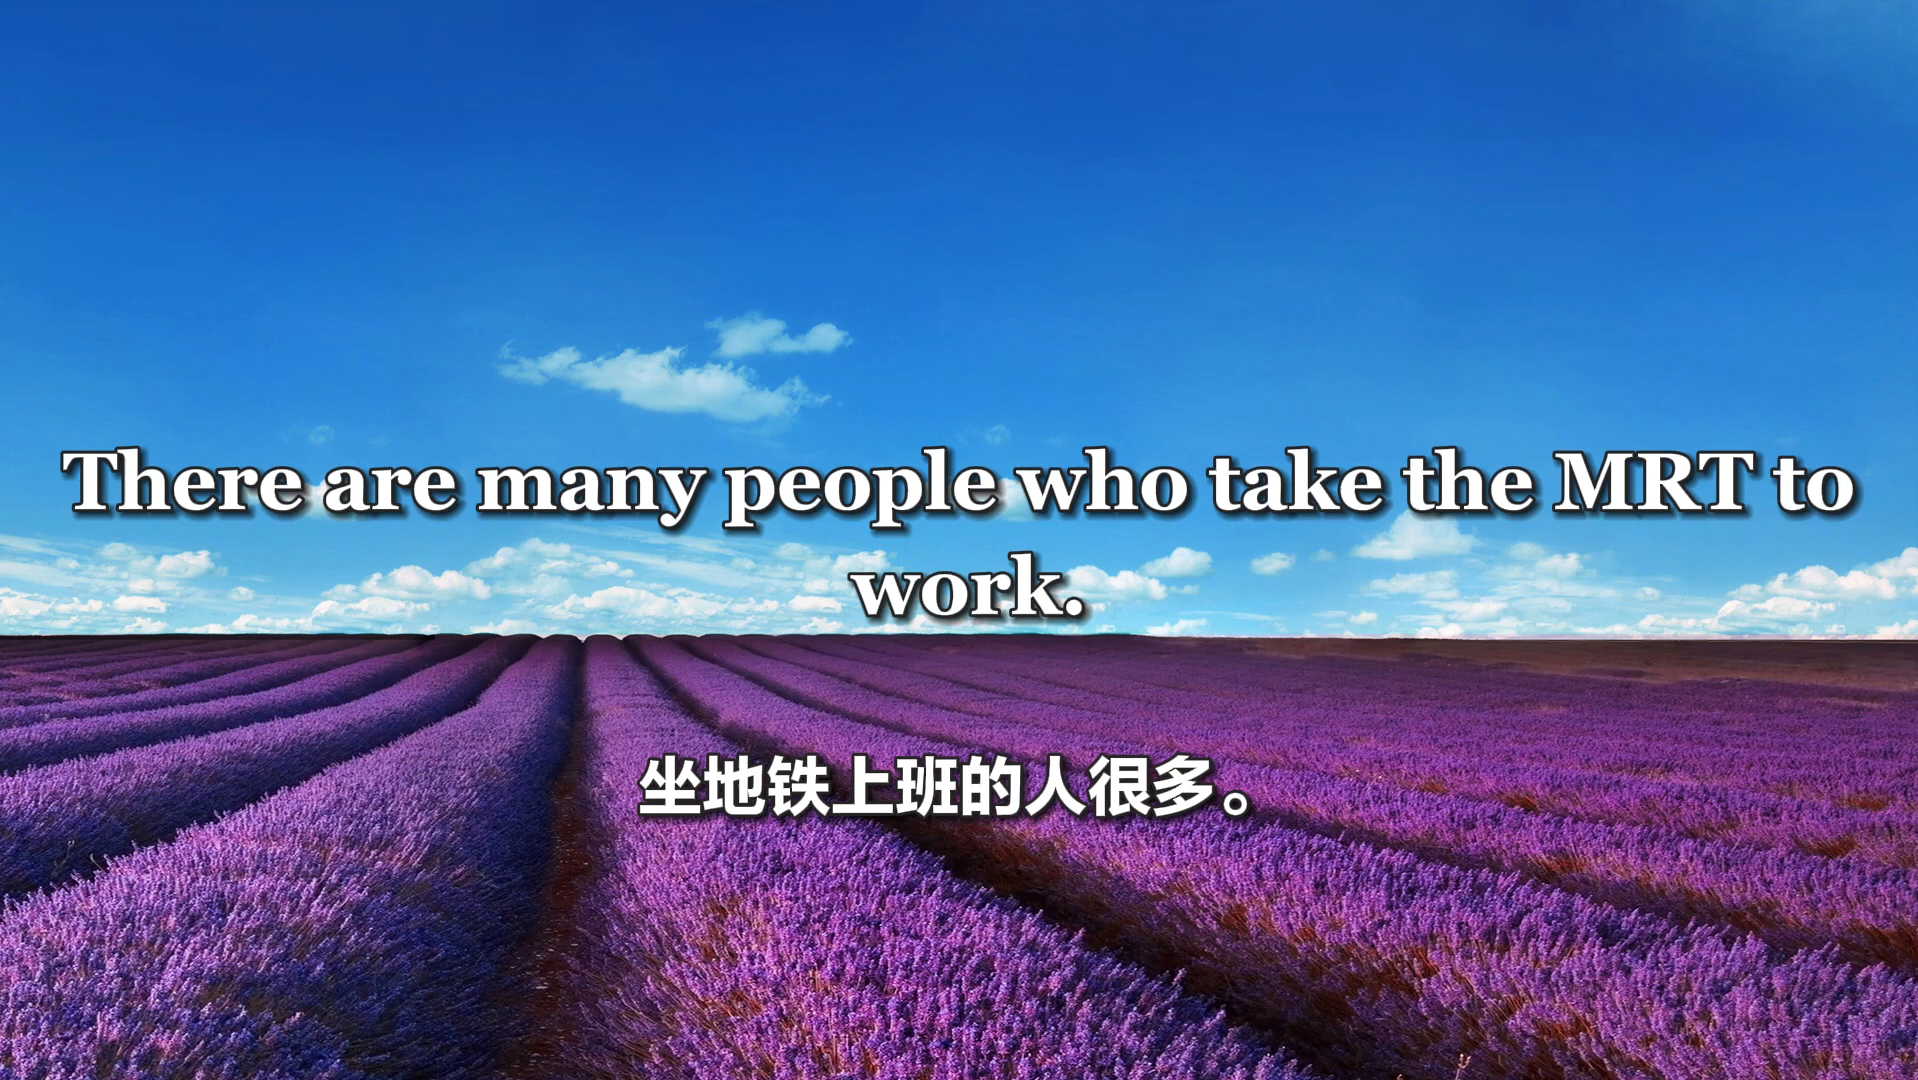 There are many people who take the MRT to
work.
坐地铁上班的人很多。